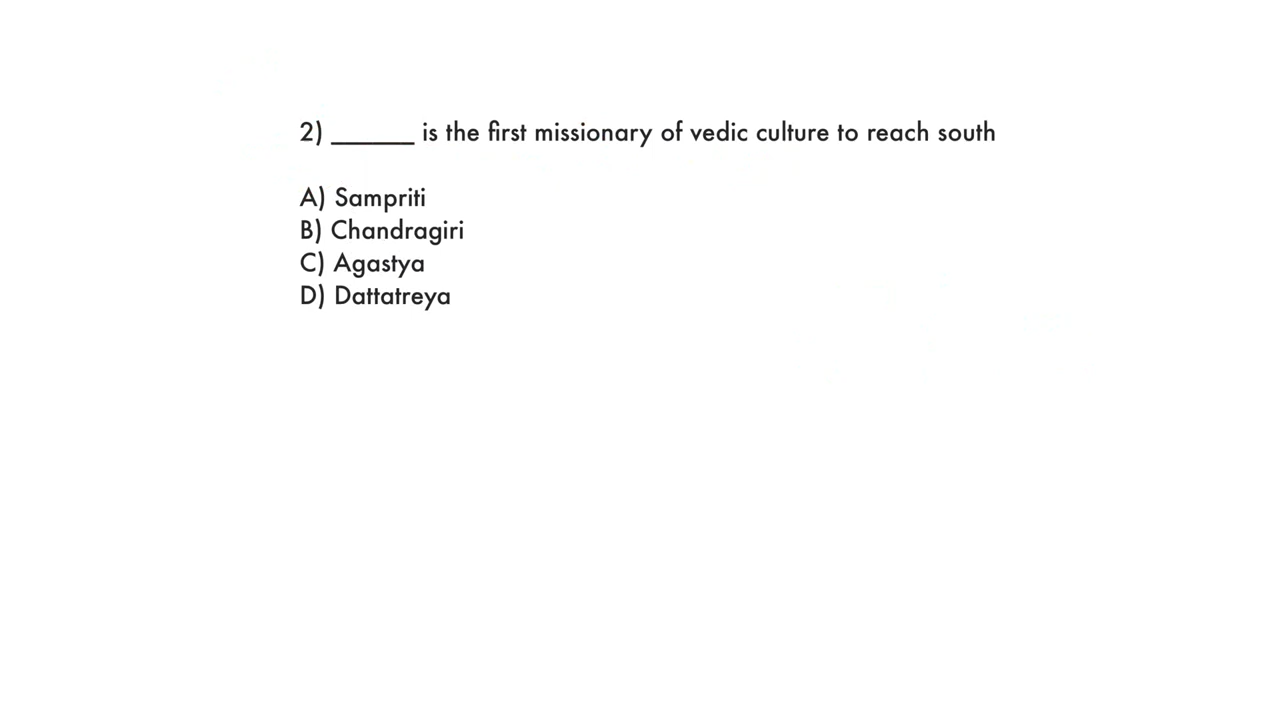 2) ______ is the first missionary of vedic culture to reach south
A) Sampriti
B) Chandragiri
C) Agastya
D) Dattatreya